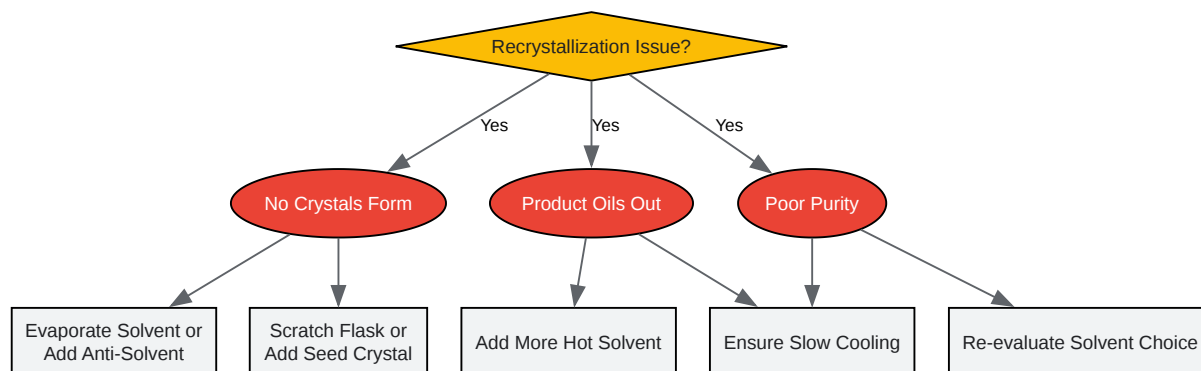 Recrystallization Issue?
Yes
Yes
Yes
No Crystals Form
Product Oils Out
Poor Purity
Evaporate Solvent or
Add Anti-Solvent
Scratch Flask or
Add Seed Crystal
Add More Hot Solvent
Ensure Slow Cooling
Re-evaluate Solvent Choice